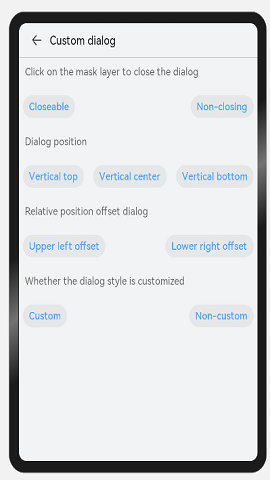 Custom dialog
Click on the mask layer to close the dialog
Closeable Non-closing
Dialog position
Vertical top Vertical center Vertical bottom
Relative position offset dialog
Upper left offset Lower right offset
Whether the dialog style is customized
Custom Non-custom